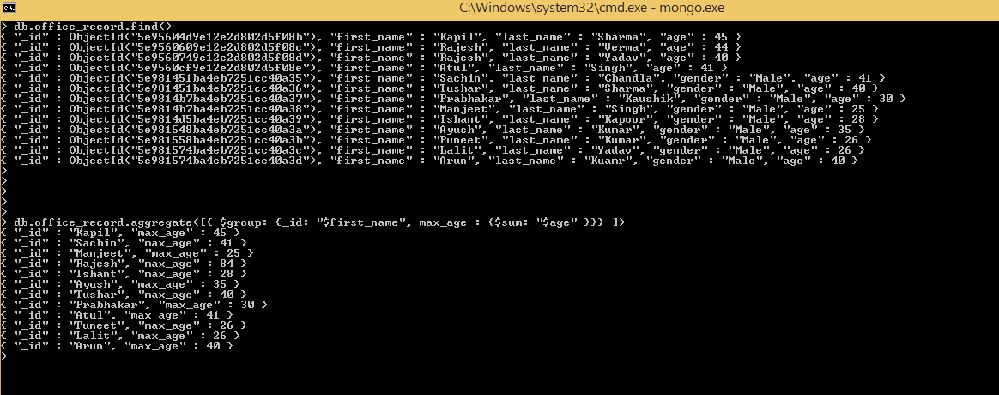 C:\Windows\system32\cmd.exe - mongo.exe
> db.office_record.find()
{ "_id" : ObjectId("5e95604d9e12e2d802d5f08b"), "first_name" : "Kapil", "last_name" : "Sharma", "age" : 45 }
{ "_id" : ObjectId("5e9560609e12e2d802d5f08c"), "first_name" : "Rajesh", "last_name" : "Verma", "age" : 44 }
{ "_id" : ObjectId("5e9560749e12e2d802d5f08d"), "first_name" : "Rajesh", "last_name" : "Yadav", "age" : 40 }
{ "_id" : ObjectId("5e9560cf9e12e2d802d5f08e"), "first_name" : "Atul", "last_name" : "Singh", "age" : 41 }
{ "_id" : ObjectId("5e981451ba4eb7251cc40a35"), "first_name" : "Sachin", "last_name" : "Chandla", "gender" : "Male", "age" : 41 }
{ "_id" : ObjectId("5e981451ba4eb7251cc40a36"), "first_name" : "Tushar", "last_name" : "Sharma", "gender" : "Male", "age" : 40 }
{ "_id" : ObjectId("5e9814b7ba4eb7251cc40a37"), "first_name" : "Prabhakar", "last_name" : "Kaushik", "gender" : "Male", "age" : 30 }
{ "_id" : ObjectId("5e9814b7ba4eb7251cc40a38"), "first_name" : "Manjeet", "last_name" : "Singh", "gender" : "Male", "age" : 25 }
{ "_id" : ObjectId("5e9814d5ba4eb7251cc40a39"), "first_name" : "Ishant", "last_name" : "Kapoor", "gender" : "Male", "age" : 28 }
{ "_id" : ObjectId("5e981548ba4eb7251cc40a3a"), "first_name" : "Ayush", "last_name" : "Kumar", "gender" : "Male", "age" : 35 }
{ "_id" : ObjectId("5e981558ba4eb7251cc40a3b"), "first_name" : "Puneet", "last_name" : "Kumar", "gender" : "Male", "age" : 26 }
{ "_id" : ObjectId("5e981574ba4eb7251cc40a3c"), "first_name" : "Lalit", "last_name" : "Yadav", "gender" : "Male", "age" : 26 }
{ "_id" : ObjectId("5e981574ba4eb7251cc40a3d"), "first_name" : "Arun", "last_name" : "Kuamr", "gender" : "Male", "age" : 40 }
>
>
>
>
>
> db.office_record.aggregate([{ $group: {_id: "$first_name", max_age : {$sum: "$age" }}} ])
{ "_id" : "Kapil", "max_age" : 45 }
{ "_id" : "Sachin", "max_age" : 41 }
{ "_id" : "Manjeet", "max_age" : 25 }
{ "_id" : "Rajesh", "max_age" : 84 }
{ "_id" : "Ishant", "max_age" : 28 }
{ "_id" : "Ayush", "max_age" : 35 }
{ "_id" : "Tushar", "max_age" : 40 }
{ "_id" : "Prabhakar", "max_age" : 30 }
{ "_id" : "Atul", "max_age" : 41 }
{ "_id" : "Puneet", "max_age" : 26 }
{ "_id" : "Lalit", "max_age" : 26 }
{ "_id" : "Arun", "max_age" : 40 }
>